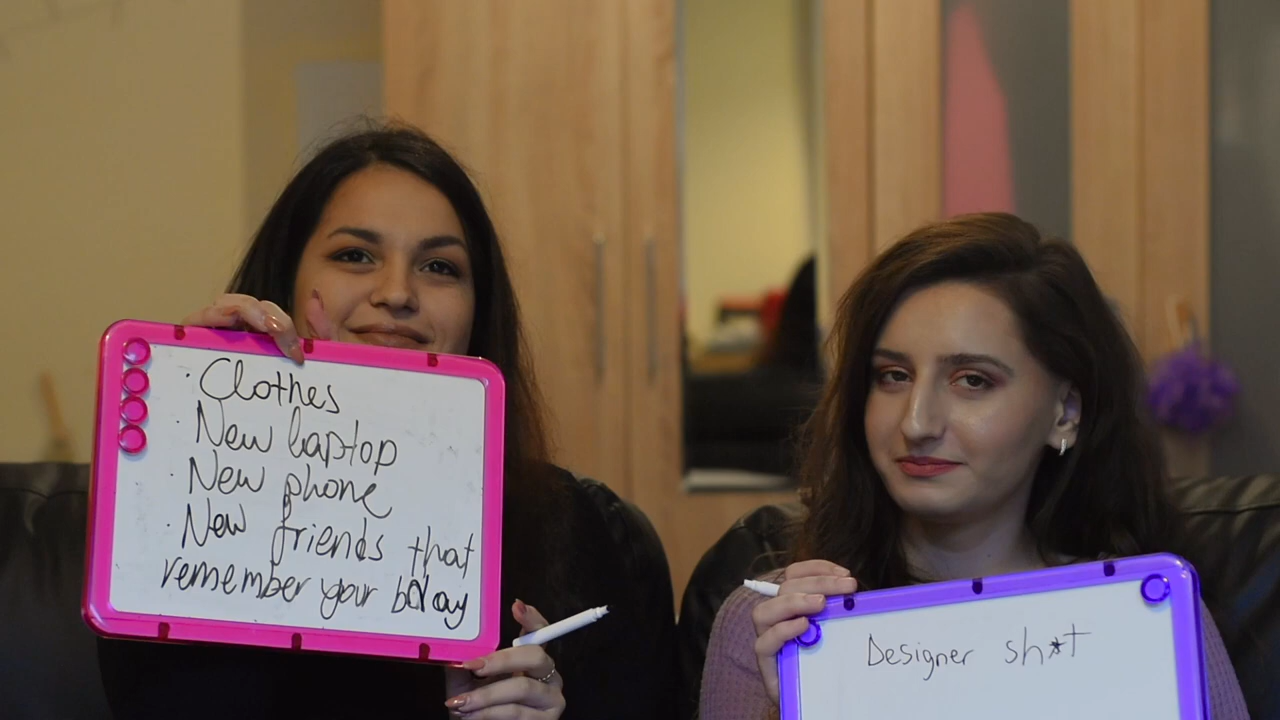 · Clothes
· New laptop
· New phone
· New friends that
remember your bday
Designer sh*t